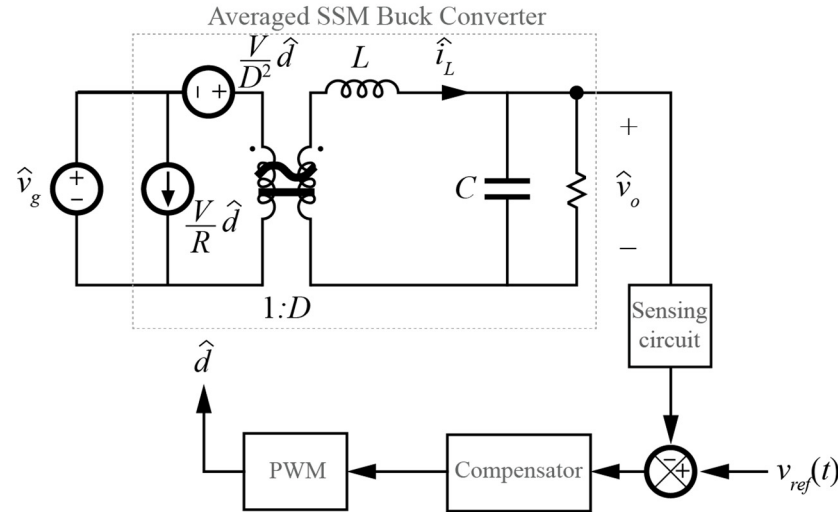 Averaged SSM Buck Converter
V/D² d̂
L
î_L
+
v̂_g
+
−
− +
V/R d̂
C
v̂_o
−
1:D
Sensing
circuit
d̂
PWM
Compensator
−
+
v_ref(t)